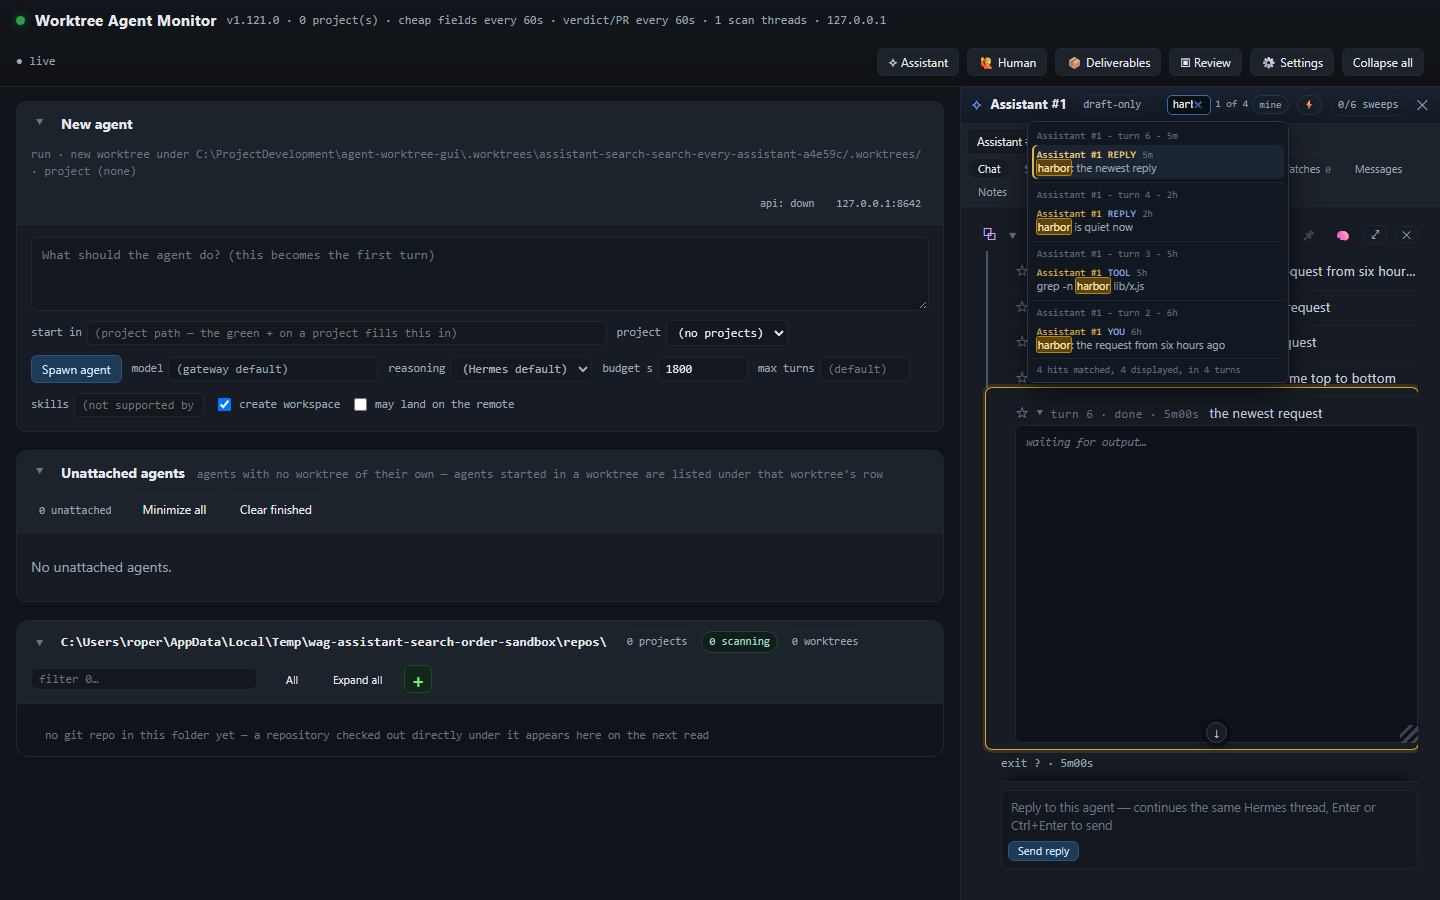 Worktree Agent Monitor v1.121.0 · 0 project(s) · cheap fields every 60s · verdict/PR every 60s · 1 scan threads · 127.0.0.1
live
Assistant
Human
Deliverables
Review
Settings
Collapse all
New agent
run · new worktree under C:\ProjectDevelopment\agent-worktree-gui\.worktrees\assistant-search-search-every-assistant-a4e59c/.worktrees/
· project (none)
api: down 127.0.0.1:8642
What should the agent do? (this becomes the first turn)
start in (project path — the green + on a project fills this in) project (no projects)
Spawn agent model (gateway default) reasoning (Hermes default) budget s 1800 max turns (default)
skills (not supported by create workspace may land on the remote
Unattached agents agents with no worktree of their own — agents started in a worktree are listed under that worktree's row
0 unattached Minimize all Clear finished
No unattached agents.
C:\Users\roper\AppData\Local\Temp\wag-assistant-search-order-sandbox\repos\ 0 projects 0 scanning 0 worktrees
filter 0… All Expand all +
no git repo in this folder yet — a repository checked out directly under it appears here on the next read
Assistant #1 draft-only 1 of 4 mine 0/6 sweeps
Assistant
Chat
Messages
Notes
Assistant #1 - turn 6 - 5m
Assistant #1 REPLY 5m
harbor: the newest reply
Assistant #1 - turn 4 - 2h
Assistant #1 REPLY 2h
harbor is quiet now
Assistant #1 - turn 3 - 5h
Assistant #1 TOOL 5h
grep -n harbor lib/x.js
Assistant #1 - turn 2 - 6h
Assistant #1 YOU 6h
harbor: the request from six hours ago
4 hits matched, 4 displayed, in 4 turns
from six hour…
me top to bottom
turn 6 · done · 5m00s the newest request
waiting for output…
exit ? · 5m00s
Reply to this agent — continues the same Hermes thread, Enter or
Ctrl+Enter to send
Send reply